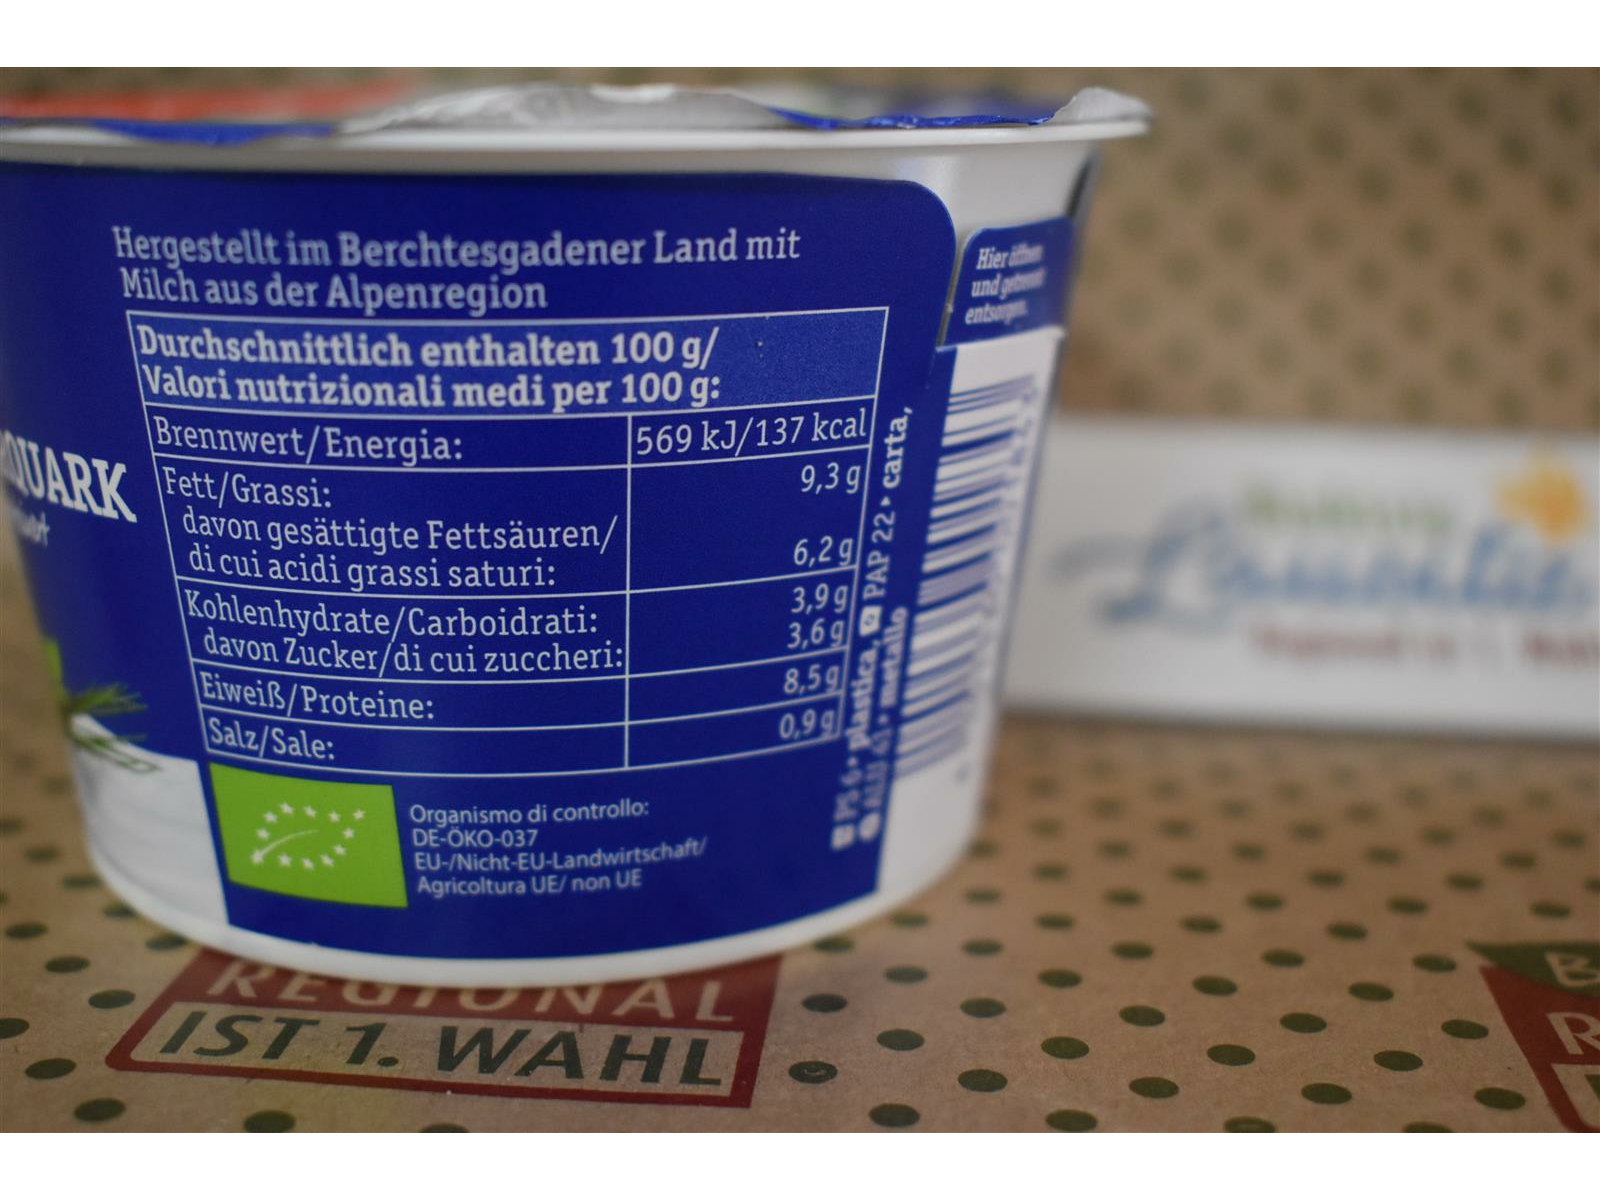 Hergestellt im Berchtesgadener Land mit
Milch aus der Alpenregion
Durchschnittlich enthalten 100 g/
Valori nutrizionali medi per 100 g:
Brennwert/Energia: 569 kJ/137 kcal
Fett/Grassi: 9,3 g
davon gesättigte Fettsäuren/
di cui acidi grassi saturi: 6,2 g
Kohlenhydrate/Carboidrati: 3,9 g
davon Zucker/di cui zuccheri: 3,6 g
Eiweiß/Proteine: 8,5 g
Salz/Sale: 0,9 g
Organismo di controllo:
DE-ÖKO-037
EU-/Nicht-EU-Landwirtschaft/
Agricoltura UE/ non UE
QUARK
PS 6 • plastica, PAP 22 • carta,
ALU 41 • metallo
Hier öffnen
und getrennt
entsorgen.
REGIONAL
IST 1. WAHL